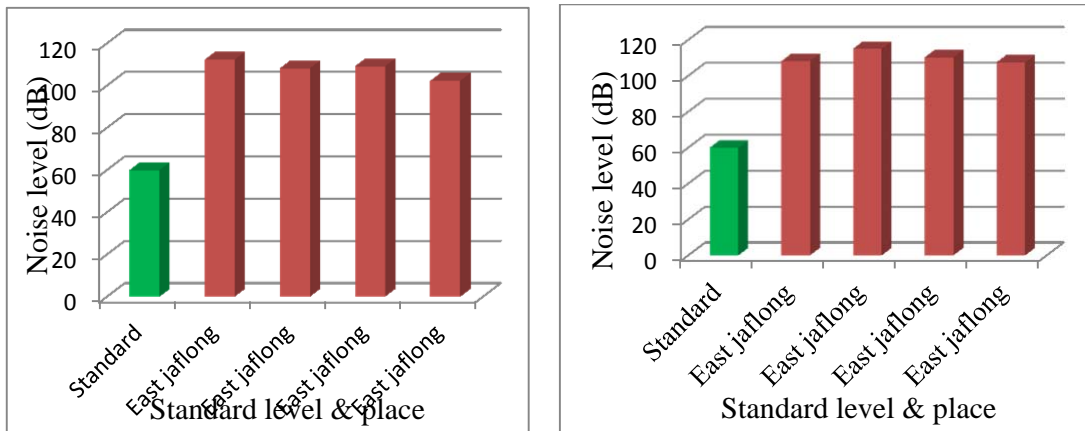 Noise level (dB)
120
100
80
60
40
20
0
Standard
East jaflong
East jaflong
East jaflong
East jaflong
Standard level & place
Noise level (dB)
120
100
80
60
40
20
0
Standard
East jaflong
East jaflong
East jaflong
East jaflong
Standard level & place